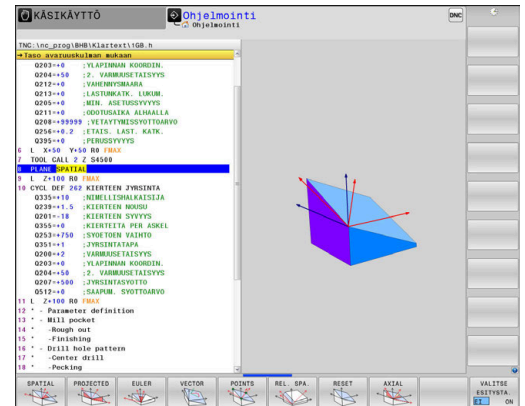 KÄSIKÄYTTÖ
Ohjelmointi
Ohjelmointi
DNC
TNC:\nc_prog\BHB\Klartext\1GB.h
→Taso avaruuskulman mukaan
Q203=+0 ;YLAPINNAN KOORDIN.
Q204=+50 ;2. VARMUUSETAISYYS
Q212=+0 ;VAHENNYSMAARA
Q213=+0 ;LASTUNKATK. LUKUM.
Q205=+0 ;MIN. ASETUSSYVYYS
Q211=+0 ;ODOTUSAIKA ALHAALLA
Q208=+99999 ;VETAYTYMISSYOTTOARVO
Q256=+0.2 ;ETAIS. LAST. KATK.
Q395=+0 ;PERUSSYVYYS
6 L X+50 Y+50 R0 FMAX
7 TOOL CALL 2 Z S4500
8 PLANE SPATIAL
9 L Z+100 R0 FMAX
10 CYCL DEF 262 KIERTEEN JYRSINTA
Q335=+10 ;NIMELLISHALKAISIJA
Q239=+1.5 ;KIERTEEN NOUSU
Q201=-18 ;KIERTEEN SYVYYS
Q355=+0 ;KIERTEITA PER ASKEL
Q253=+750 ;SYOETOEN VAIHTO
Q351=+1 ;JYRSINTATAPA
Q200=+2 ;VARMUUSETAISYYS
Q203=+0 ;YLAPINNAN KOORDIN.
Q204=+50 ;2. VARMUUSETAISYYS
Q207=+500 ;JYRSINTASYOTTO
Q512=+0 ;SAAPUM. SYOTTOARVO
11 L Z+100 R0 FMAX
12 * - Parameter definition
13 * - Mill pocket
14 * -Rough out
15 * -Finishing
16 * - Drill hole pattern
17 * -Center drill
18 * -Pecking
SPATIAL PROJECTED EULER VECTOR POINTS REL. SPA. RESET AXIAL VALITSE
ESITYSTA.
EI ON